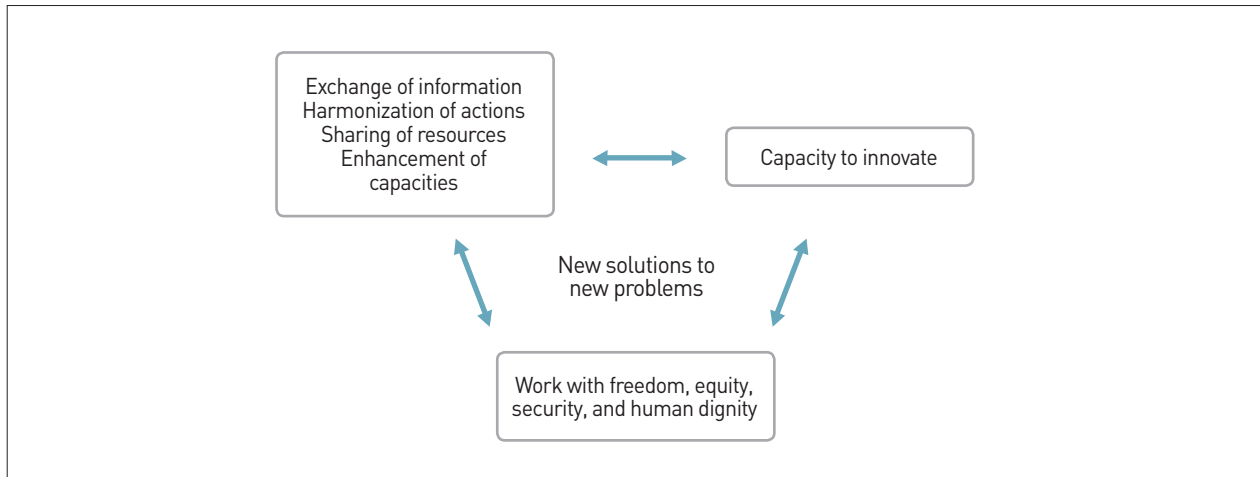 Exchange of information
Harmonization of actions
Sharing of resources
Enhancement of
capacities
Capacity to innovate
New solutions to
new problems
Work with freedom, equity,
security, and human dignity